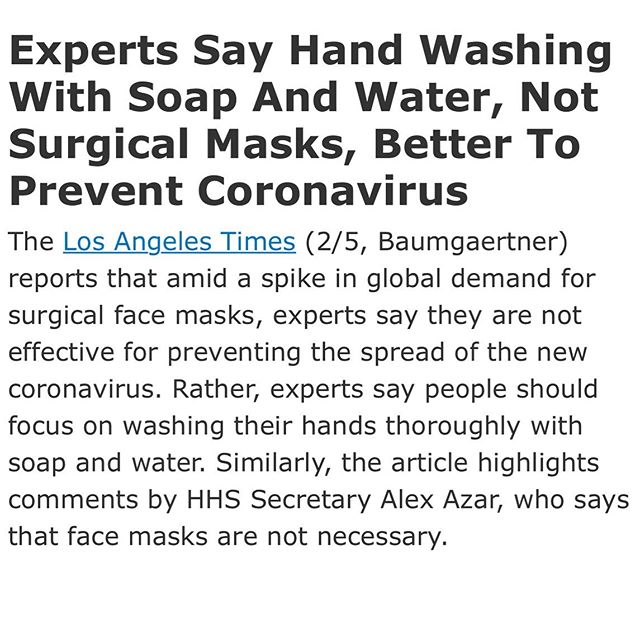 Experts Say Hand Washing
With Soap And Water, Not
Surgical Masks, Better To
Prevent Coronavirus
The Los Angeles Times (2/5, Baumgaertner)
reports that amid a spike in global demand for
surgical face masks, experts say they are not
effective for preventing the spread of the new
coronavirus. Rather, experts say people should
focus on washing their hands thoroughly with
soap and water. Similarly, the article highlights
comments by HHS Secretary Alex Azar, who says
that face masks are not necessary.